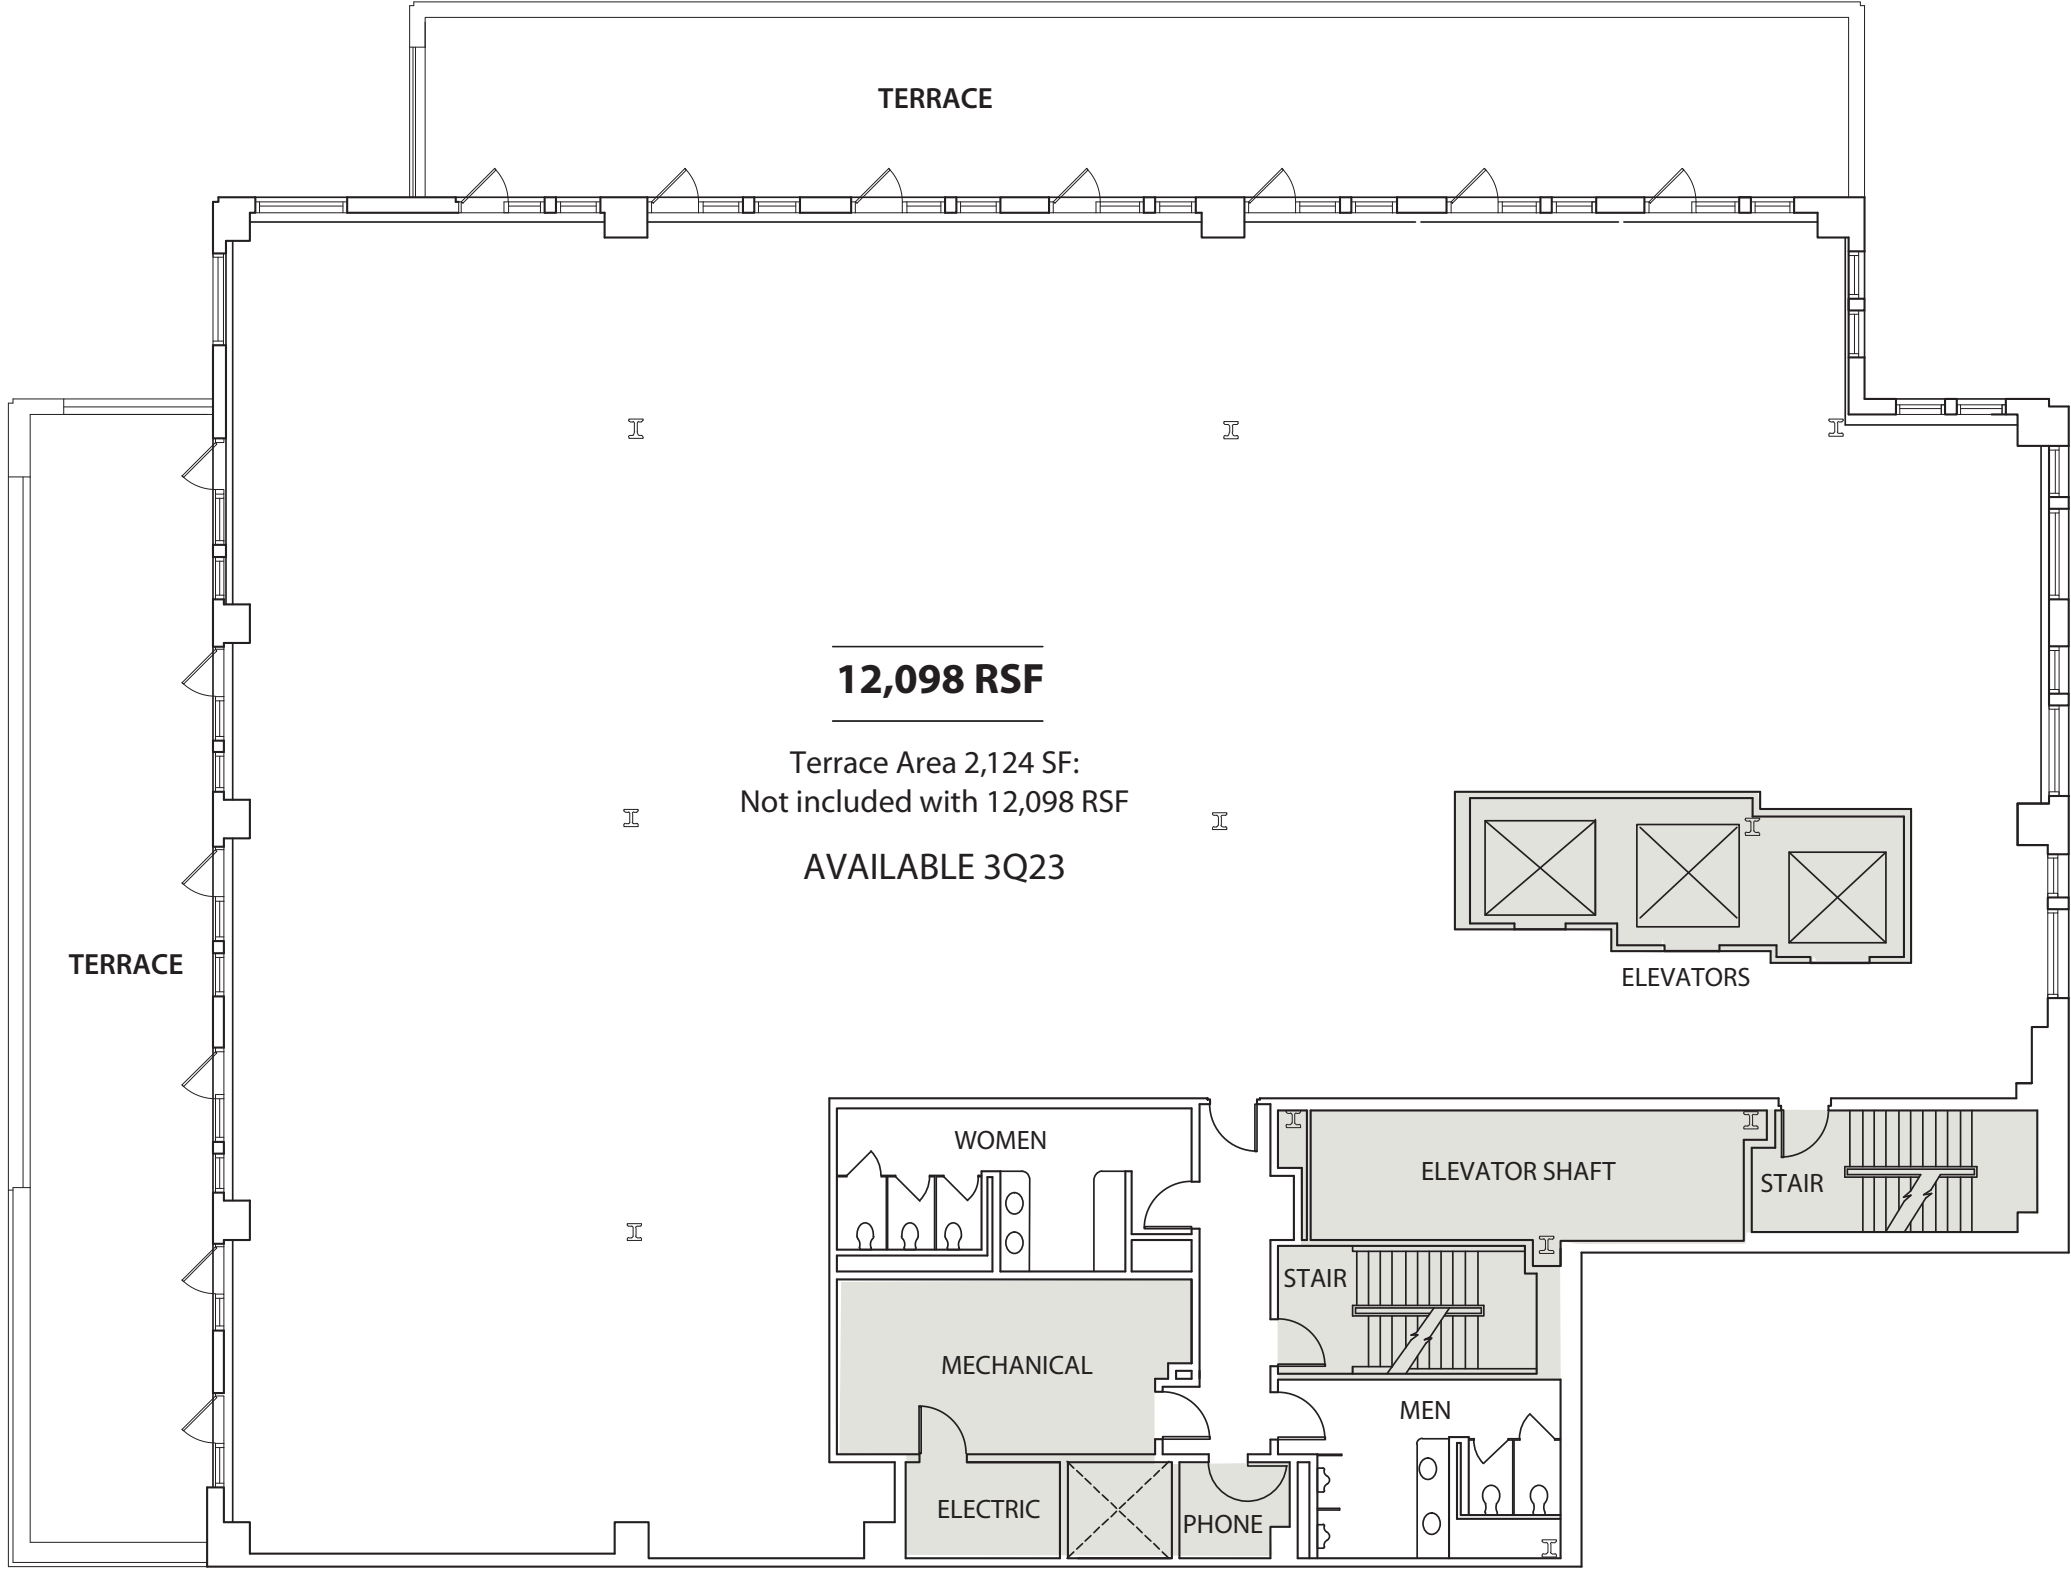 TERRACE
12,098 RSF
Terrace Area 2,124 SF:
Not included with 12,098 RSF
AVAILABLE 3Q23
TERRACE
ELEVATORS
WOMEN
ELEVATOR SHAFT
STAIR
STAIR
MECHANICAL
MEN
ELECTRIC
PHONE